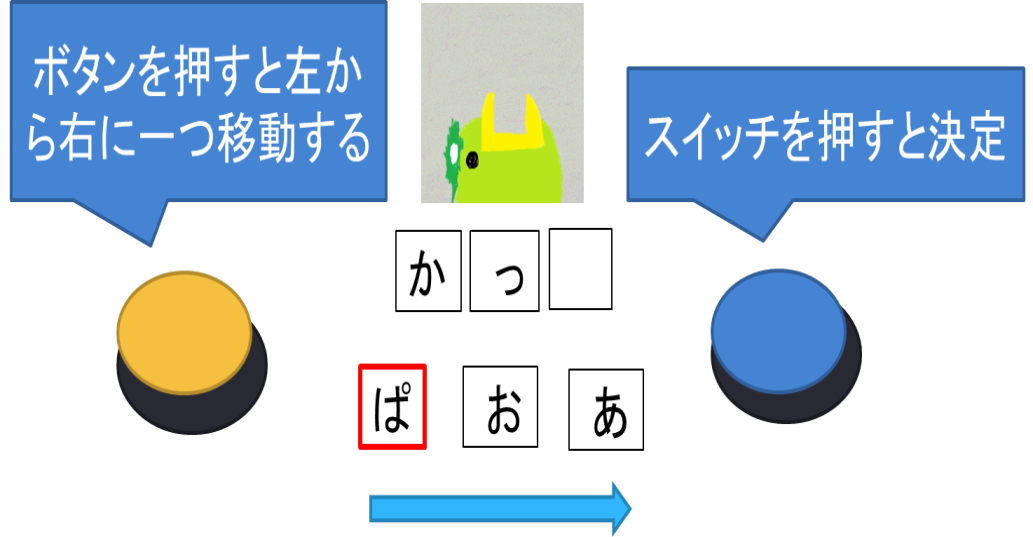 ボタンを押すと左か
ら右に一つ移動する
スイッチを押すと決定
か っ
ぱ お あ